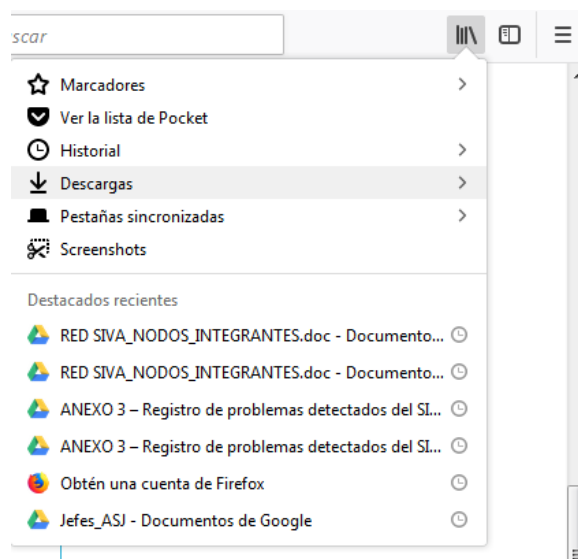 scar
Marcadores
Ver la lista de Pocket
Historial
Descargas
Pestañas sincronizadas
Screenshots
Destacados recientes
RED SIVA_NODOS_INTEGRANTES.doc - Documento...
RED SIVA_NODOS_INTEGRANTES.doc - Documento...
ANEXO 3 – Registro de problemas detectados del SI...
ANEXO 3 – Registro de problemas detectados del SI...
Obtén una cuenta de Firefox
Jefes_ASJ - Documentos de Google